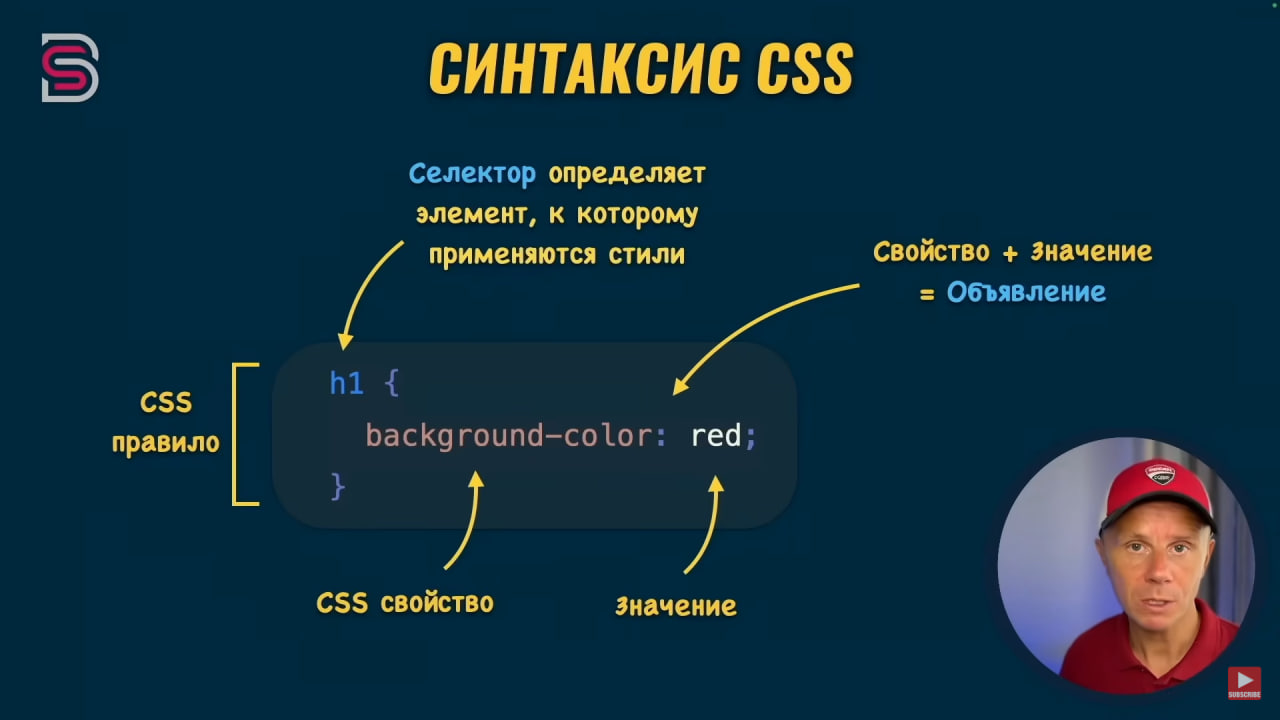 СИНТАКСИС CSS
Селектор определяет
элемент, к которому
применяются стили
Свойство + Значение
= Объявление
CSS
правило
h1 {
background-color: red;
}
CSS свойство
Значение
SUBSCRIBE